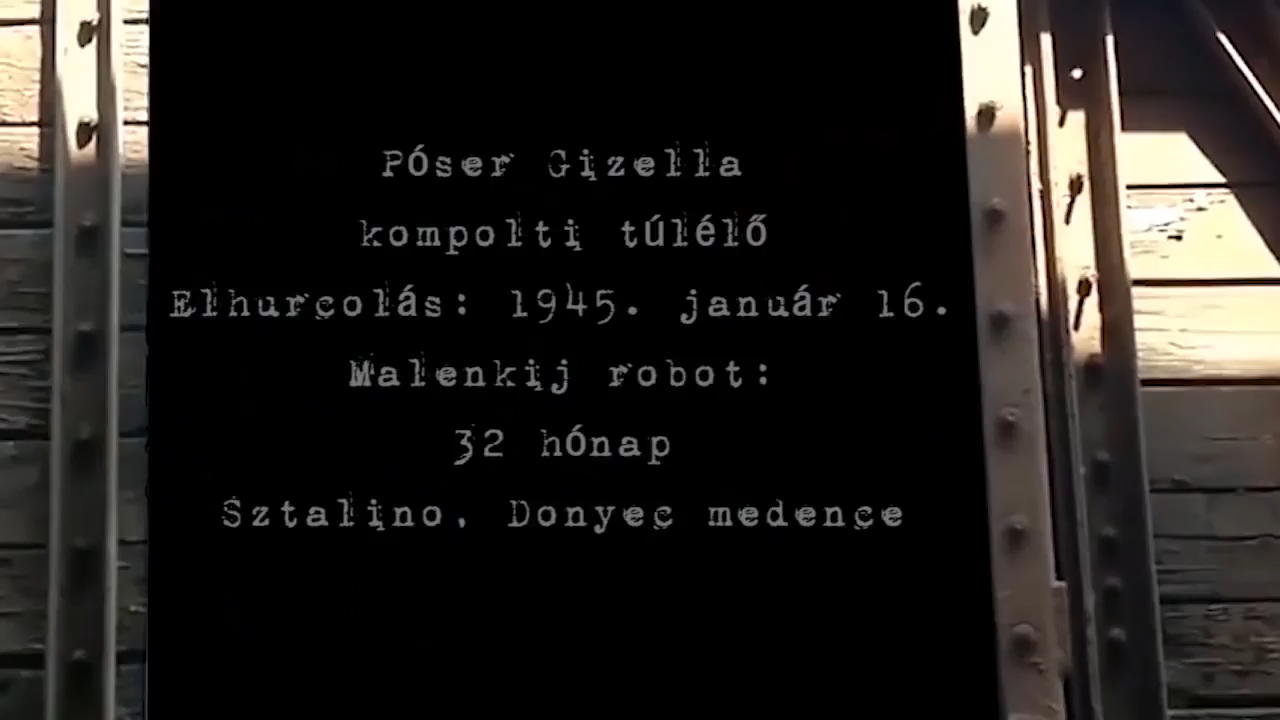 Póser Gizella
kompolti túlélő
Elhurcolás: 1945. január 16.
Malenkij robot:
32 hónap
Sztalino, Donyec medence